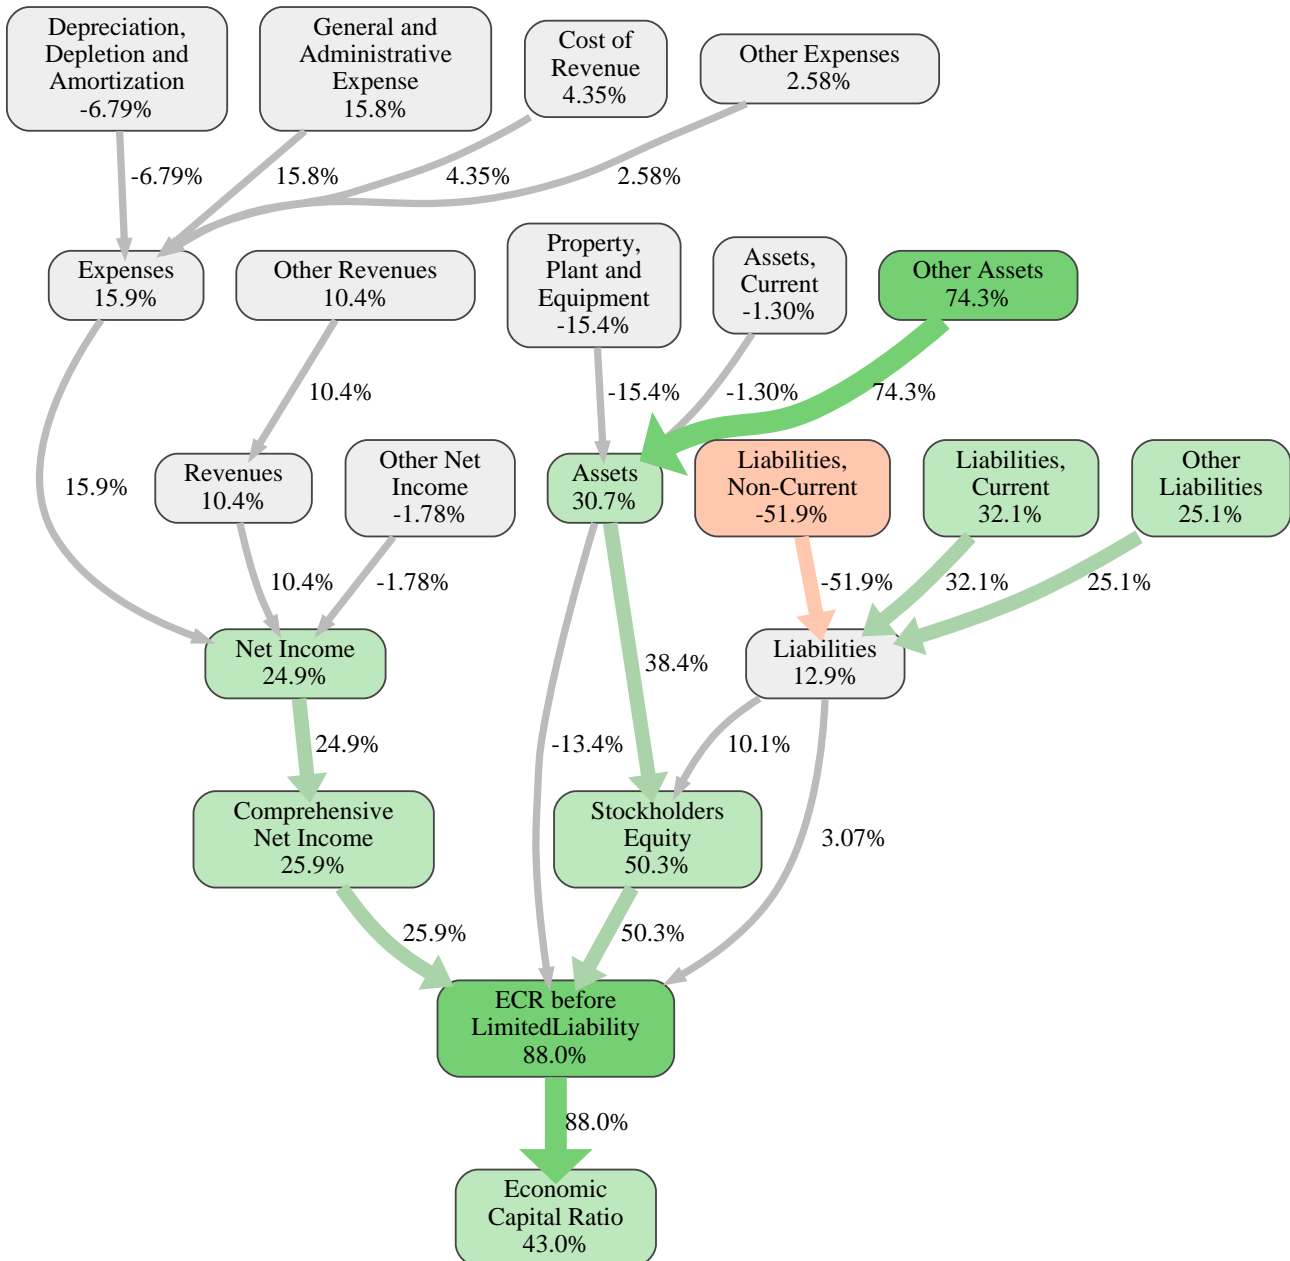 Depreciation,
Depletion and
Amortization
-6.79%
General and
Administrative
Expense
15.8%
Cost of
Revenue
4.35%
Other Expenses
2.58%
-6.79%
15.8%
4.35%
2.58%
Expenses
15.9%
Other Revenues
10.4%
Property,
Plant and
Equipment
-15.4%
Assets,
Current
-1.30%
Other Assets
74.3%
10.4%
-15.4%
-1.30%
74.3%
15.9%
Revenues
10.4%
Other Net
Income
-1.78%
Assets
30.7%
Liabilities,
Non-Current
-51.9%
Liabilities,
Current
32.1%
Other
Liabilities
25.1%
10.4%
-1.78%
-51.9%
32.1%
25.1%
Net Income
24.9%
38.4%
Liabilities
12.9%
24.9%
-13.4%
10.1%
Comprehensive
Net Income
25.9%
Stockholders
Equity
50.3%
3.07%
25.9%
50.3%
ECR before
LimitedLiability
88.0%
88.0%
Economic
Capital Ratio
43.0%